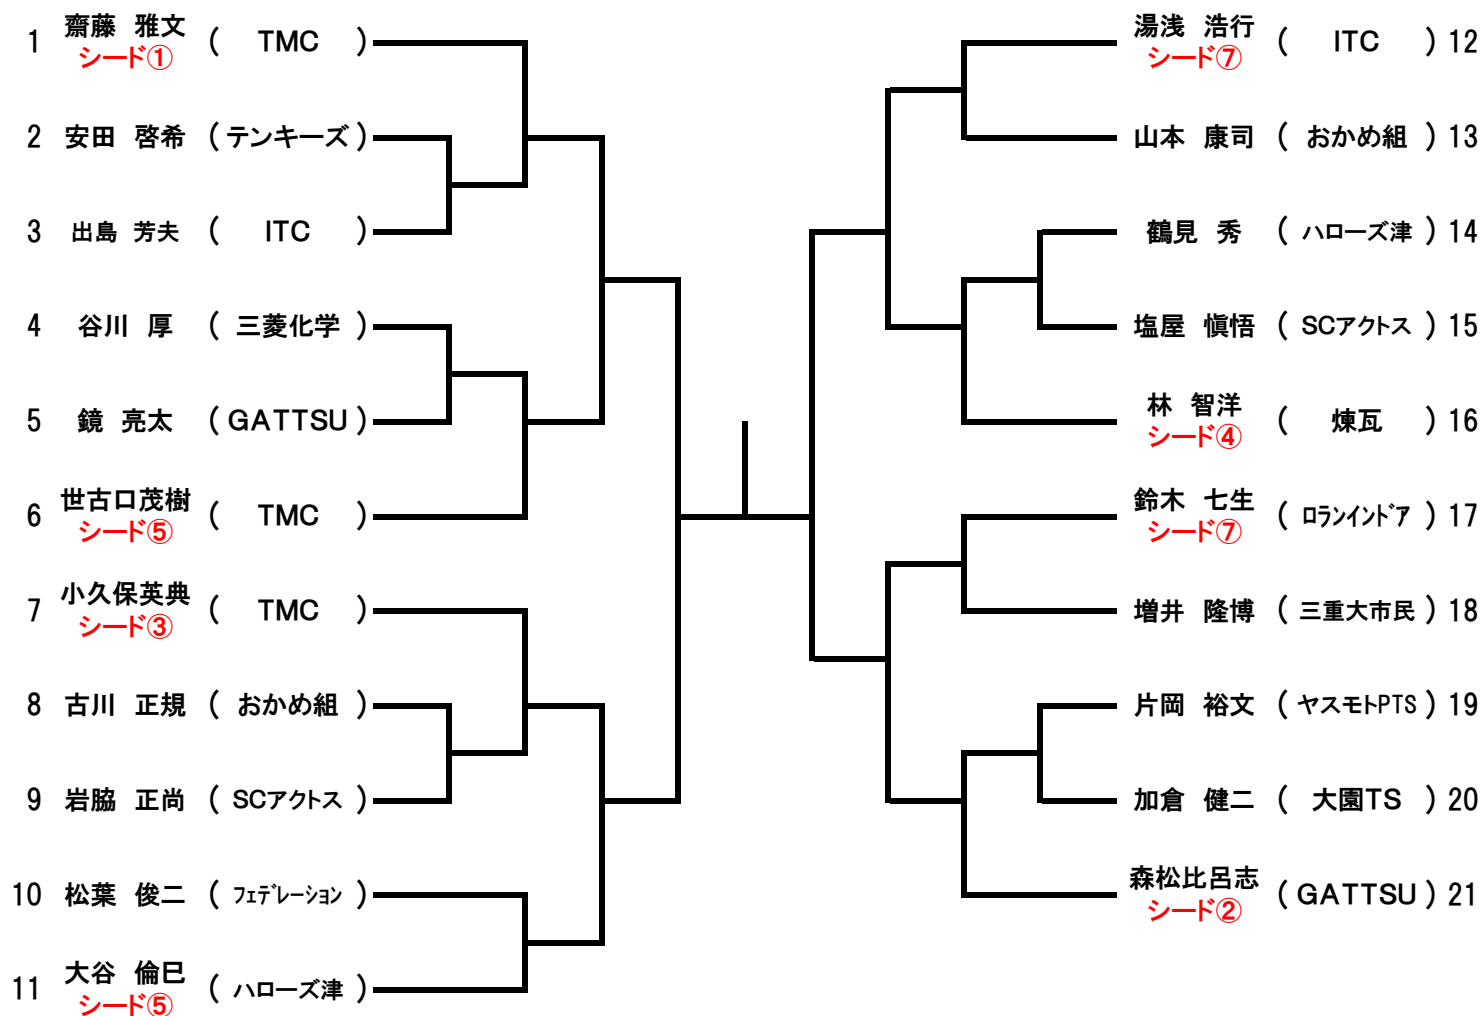 1 齋藤 雅文 ( TMC )
シード①
2 安田 啓希 ( テンキーズ )
3 出島 芳夫 ( ITC )
4 谷川 厚 ( 三菱化学 )
5 鏡 亮太 ( GATTSU )
6 世古口茂樹 ( TMC )
シード⑤
7 小久保英典 ( TMC )
シード③
8 古川 正規 ( おかめ組 )
9 岩脇 正尚 ( SCアクトス )
10 松葉 俊二 ( ﾌｪﾃﾞﾚｰｼｮﾝ )
11 大谷 倫巳 ( ハローズ津 )
シード⑤
湯浅 浩行 ( ITC ) 12
シード⑦
山本 康司 ( おかめ組 ) 13
鶴見 秀 ( ハローズ津 ) 14
塩屋 愼悟 ( SCアクトス ) 15
林 智洋 ( 煉瓦 ) 16
シード④
鈴木 七生 ( ﾛﾗﾝｲﾝﾄﾞｱ ) 17
シード⑦
増井 隆博 ( 三重大市民 ) 18
片岡 裕文 ( ヤスモトPTS ) 19
加倉 健二 ( 大園TS ) 20
森松比呂志 ( GATTSU ) 21
シード②